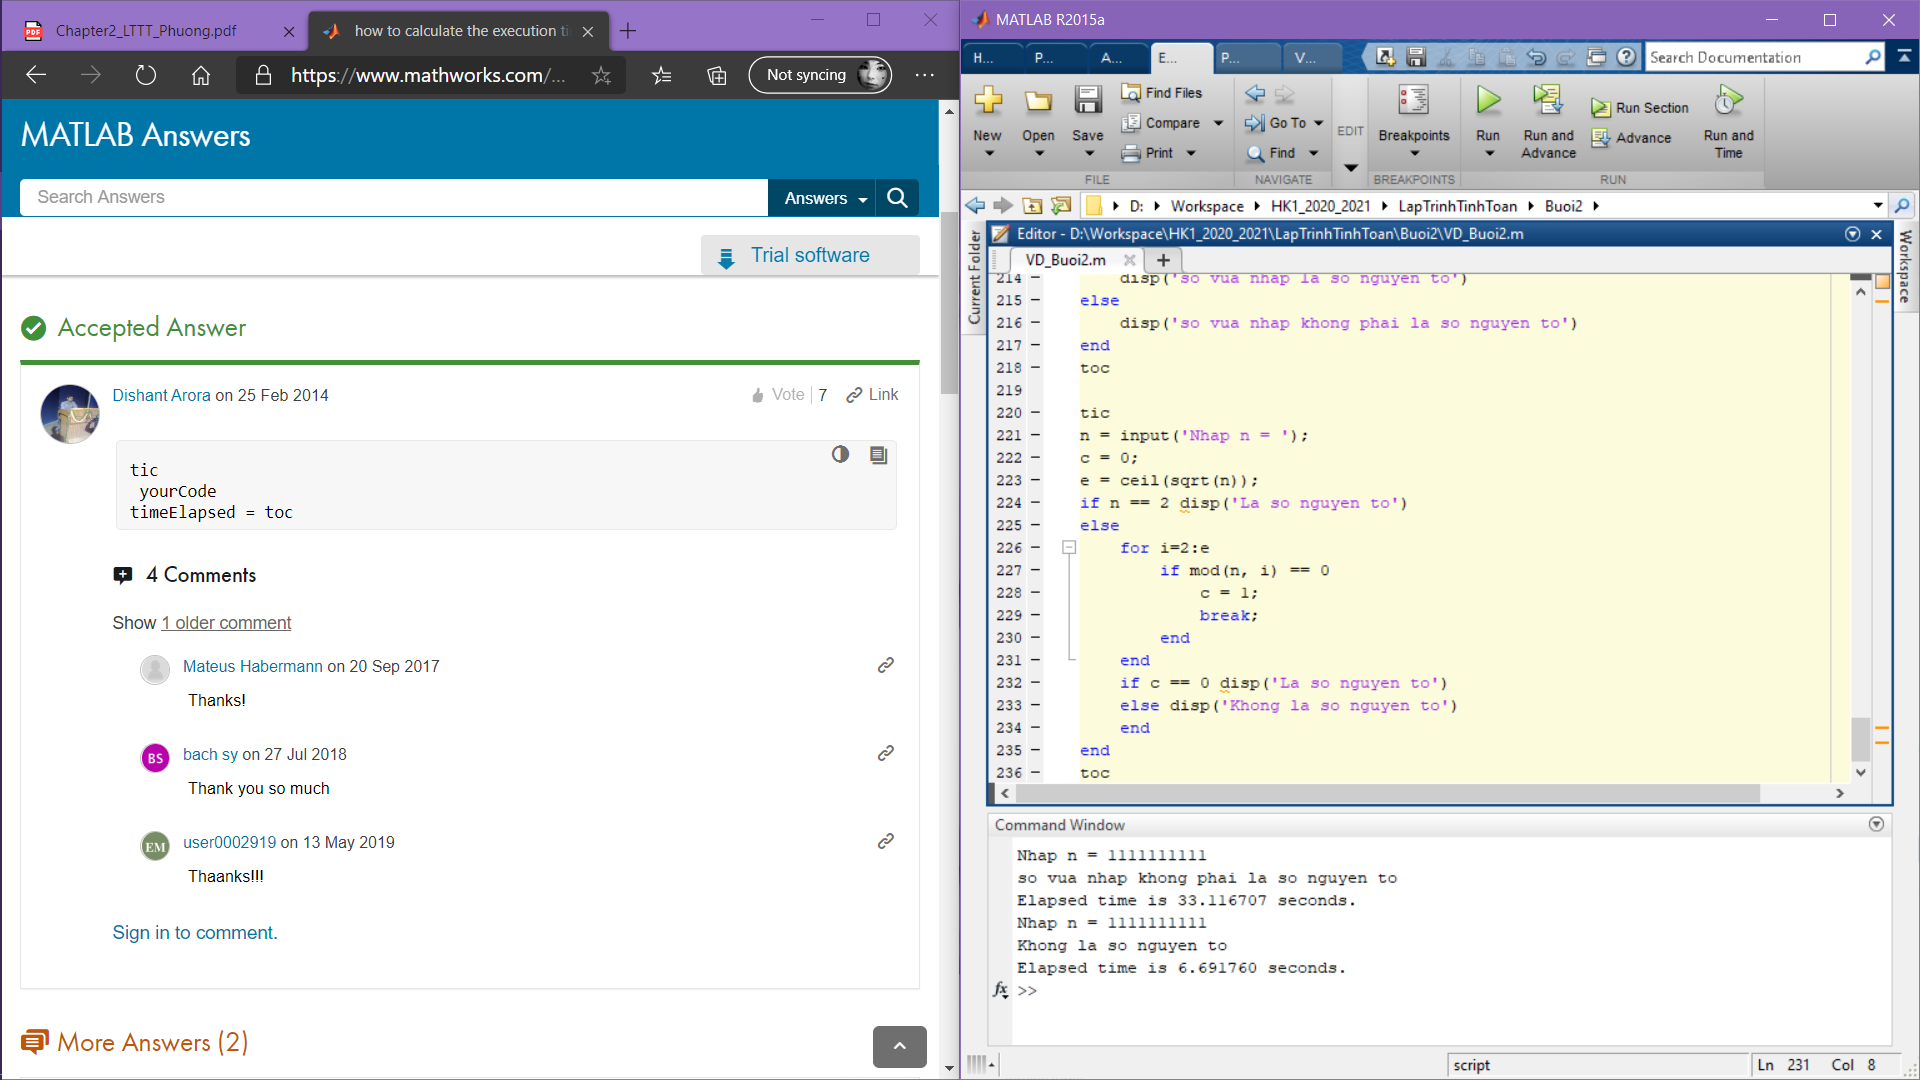 Chapter2_LTTT_Phuong.pdf
how to calculate the execution ti
https://www.mathworks.com/...
Not syncing
MATLAB Answers
Search Answers
Answers
Trial software
Accepted Answer
Dishant Arora on 25 Feb 2014
Vote 7 Link
tic
yourCode
timeElapsed = toc
4 Comments
Show 1 older comment
Mateus Habermann on 20 Sep 2017
Thanks!
BS
bach sy on 27 Jul 2018
Thank you so much
EM
user0002919 on 13 May 2019
Thaanks!!!
Sign in to comment.
More Answers (2)
MATLAB R2015a
H... P... A... E... P... V...
Search Documentation
New
Open
Save
Find Files
Compare
Print
FILE
Go To
Find
NAVIGATE
EDIT
Breakpoints
BREAKPOINTS
Run
Run and Advance
Run Section
Advance
Run and Time
RUN
D: Workspace HK1_2020_2021 LapTrinhTinhToan Buoi2
Current Folder
Workspace
Editor - D:\Workspace\HK1_2020_2021\LapTrinhTinhToan\Buoi2\VD_Buoi2.m
VD_Buoi2.m
214 disp('so vua nhap la so nguyen to')
215 else
216 disp('so vua nhap khong phai la so nguyen to')
217 end
218 toc
219
220 tic
221 n = input('Nhap n = ');
222 c = 0;
223 e = ceil(sqrt(n));
224 if n == 2 disp('La so nguyen to')
225 else
226 for i=2:e
227 if mod(n, i) == 0
228 c = 1;
229 break;
230 end
231 end
232 if c == 0 disp('La so nguyen to')
233 else disp('Khong la so nguyen to')
234 end
235 end
236 toc
Command Window
Nhap n = 1111111111
so vua nhap khong phai la so nguyen to
Elapsed time is 33.116707 seconds.
Nhap n = 1111111111
Khong la so nguyen to
Elapsed time is 6.691760 seconds.
fx >>
script
Ln 231 Col 8